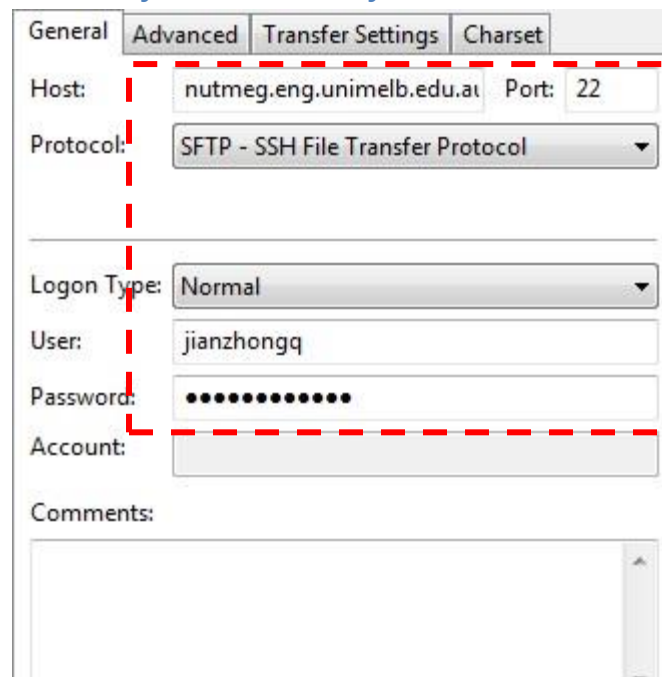 General Advanced Transfer Settings Charset
Host: nutmeg.eng.unimelb.edu.au Port: 22
Protocol: SFTP - SSH File Transfer Protocol
Logon Type: Normal
User: jianzhongq
Password: ●●●●●●●●●●●●
Account:
Comments: